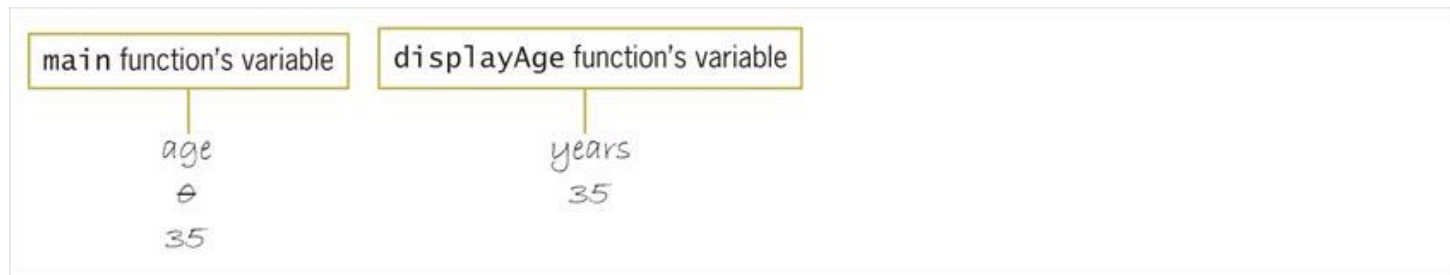 main function's variable
displayAge function's variable
age
years
0
35
35